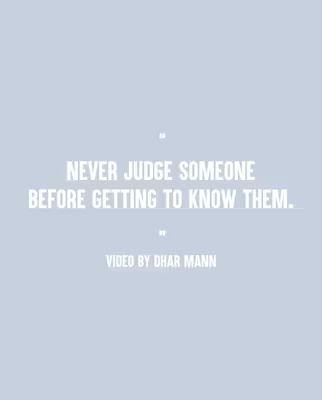 "
NEVER JUDGE SOMEONE
BEFORE GETTING TO KNOW THEM.
"
VIDEO BY DHAR MANN